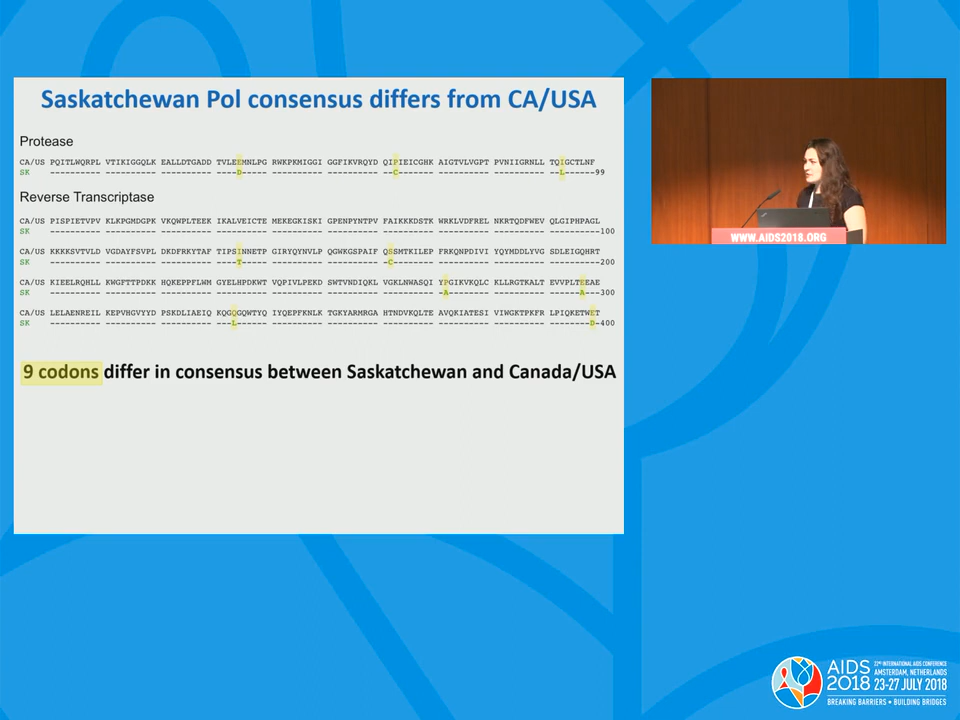 Saskatchewan Pol consensus differs from CA/USA
Protease
CA/US PQITLWQRPL VTIKIGGQLK EALLDTGADD TVLEEMNLPG RWKPKMIGGI GGFIKVRQYD QIPIEICGHK AIGTVLVGPT PVNIIGRNLL TQIGCTLNF
SK ---------- ---------- ---------- ----D----- ---------- ---------- --C------- ---------- ---------- --L------99
Reverse Transcriptase
CA/US PISPIETVPV KLKPGMDGPK VKQWPLTEEK IKALVEICTE MEKEGKISKI GPENPYNTPV FAIKKKDSTK WRKLVDFREL NKRTQDFWEV QLGIPHPAGL
SK ---------- ---------- ---------- ---------- ---------- ---------- ---------- ---------- ---------- ----------100
CA/US KKKKSVTVLD VGDAYFSVPL DKDFRKYTAF TIPSINNETP GIRYQYNVLP QGWKGSPAIF QSSMTKILEP FRKQNPDIVI YQYMDDLYVG SDLEIGQHRT
SK ---------- ---------- ---------- ----T----- ---------- ---------- -C-------- ---------- ---------- ----------200
CA/US KIEELRQHLL KWGFTTPDKK HQKEPPFLWM GYELHPDKWT VQPIVLPEKD SWTVNDIQKL VGKLNWASQI YPGIKVKQLC KLLRGTKALT EVVPLTEEAE
SK ---------- ---------- ---------- ---------- ---------- ---------- ---------- -A-------- ---------- ------A---300
CA/US LELAENREIL KEPVHGVYYD PSKDLIAEIQ KQGQGQWTYQ IYQEPFKNLK TGKYARMRGA HTNDVKQLTE AVQKIATESI VIWGKTPKFR LPIQKETWET
SK ---------- ---------- ---------- ---L------ ---------- ---------- ---------- ---------- ---------- --------D-400
9 codons differ in consensus between Saskatchewan and Canada/USA
WWW.AIDS2018.ORG
AIDS 2018
22ND INTERNATIONAL AIDS CONFERENCE
AMSTERDAM, NETHERLANDS
23-27 JULY 2018
BREAKING BARRIERS • BUILDING BRIDGES